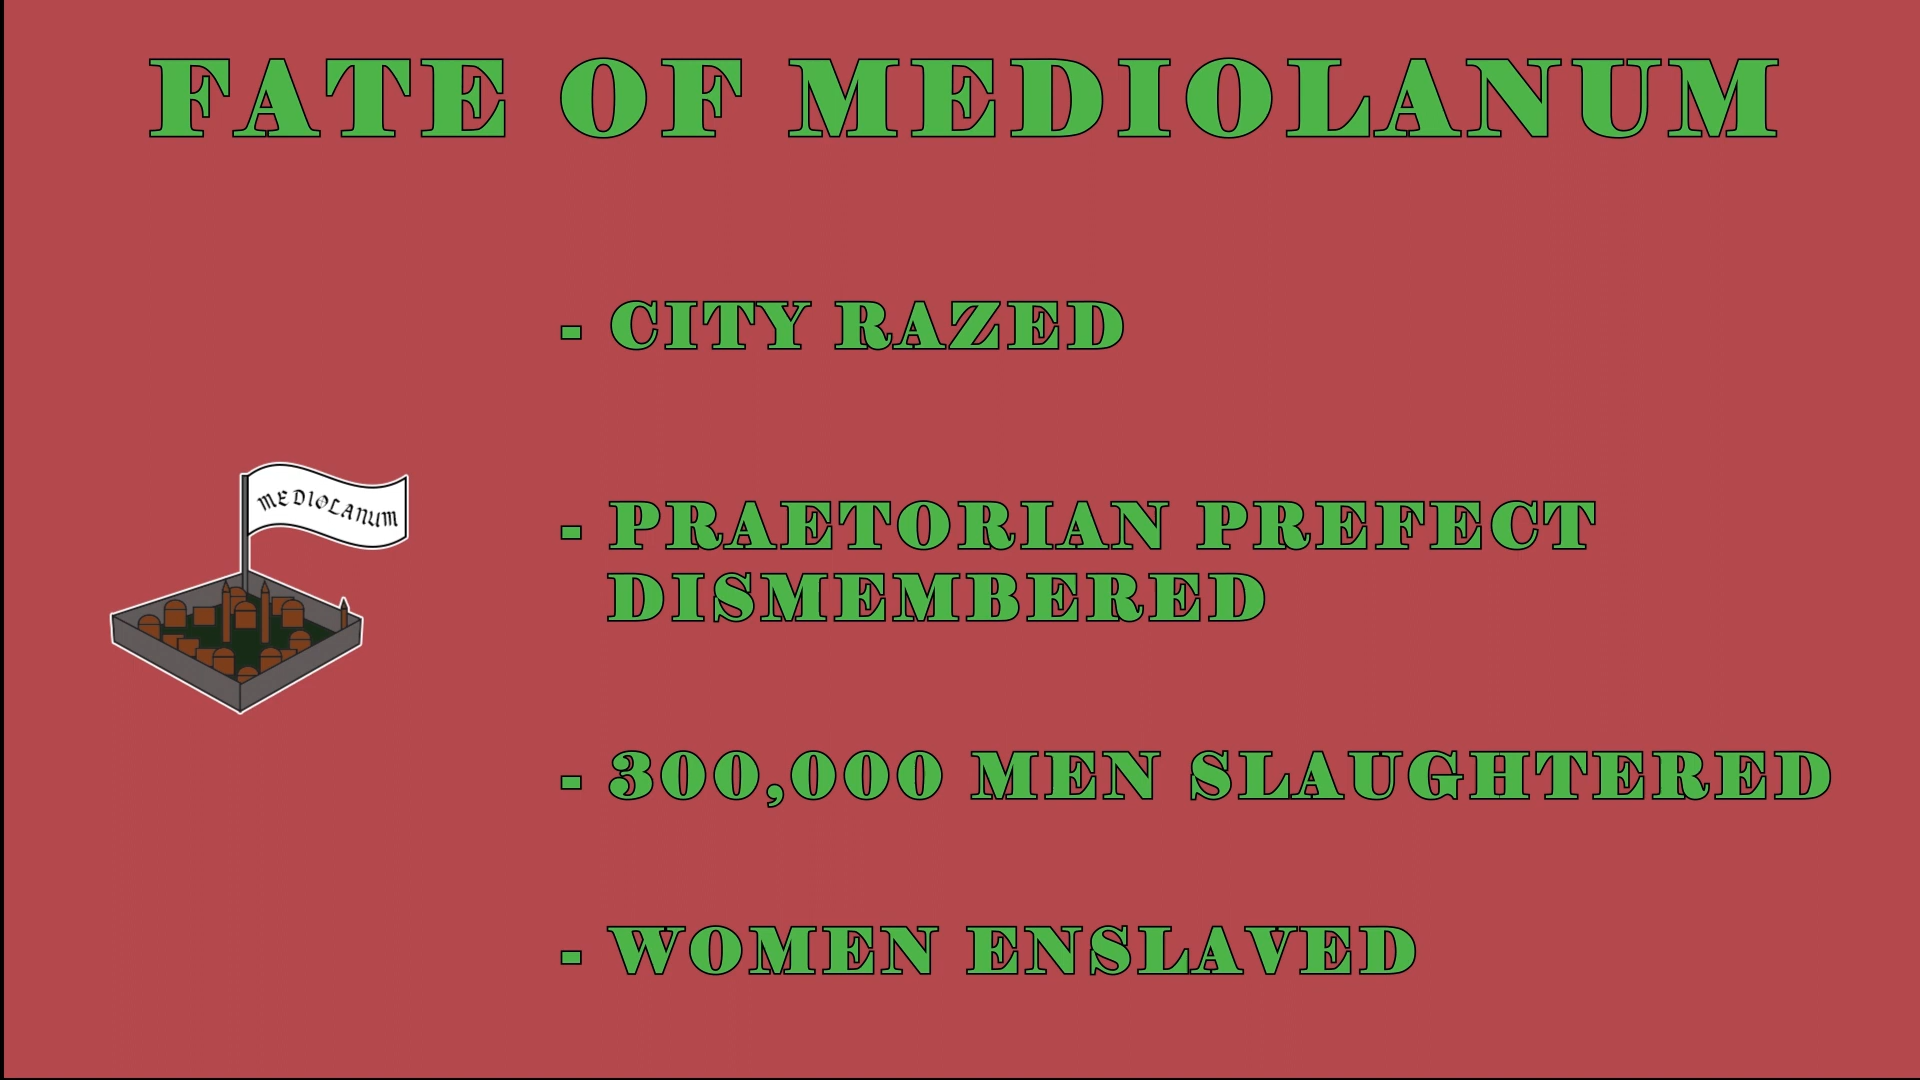 FATE OF MEDIOLANUM
- CITY RAZED
MEDIOLANUM
- PRAETORIAN PREFECT
DISMEMBERED
- 300,000 MEN SLAUGHTERED
- WOMEN ENSLAVED